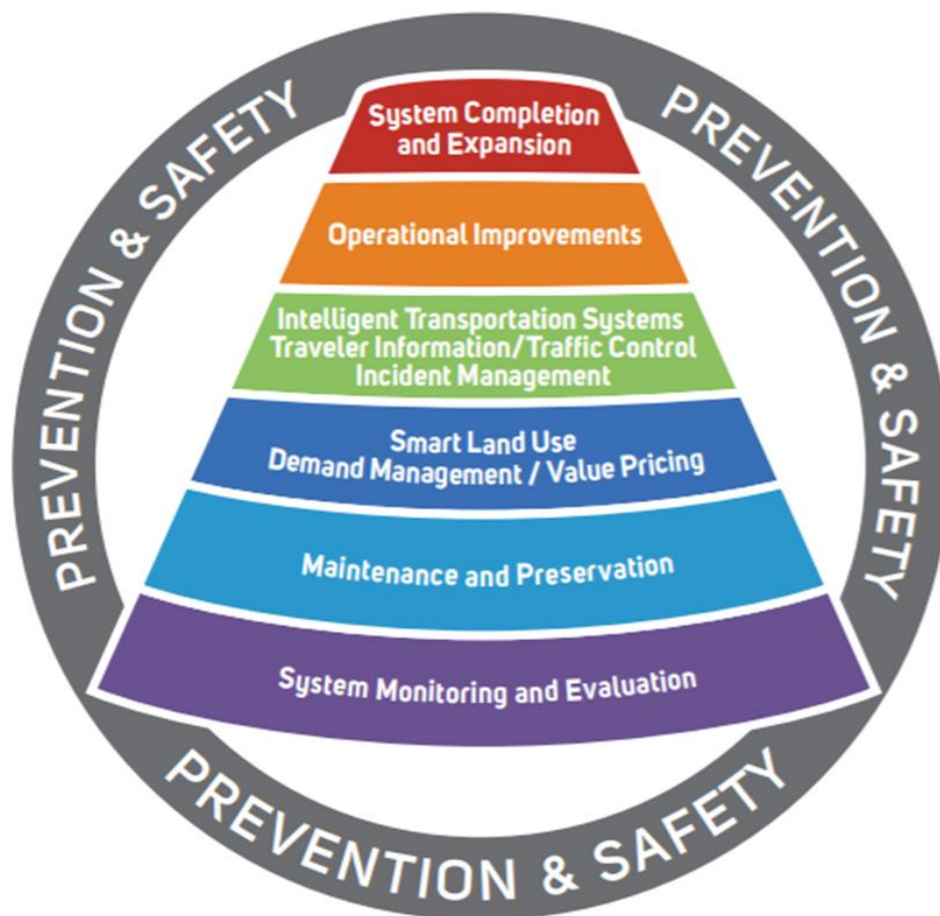 PREVENTION & SAFETY
PREVENTION & SAFETY
System Completion
and Expansion
Operational Improvements
Intelligent Transportation Systems
Traveler Information/Traffic Control
Incident Management
Smart Land Use
Demand Management / Value Pricing
Maintenance and Preservation
System Monitoring and Evaluation
PREVENTION & SAFETY